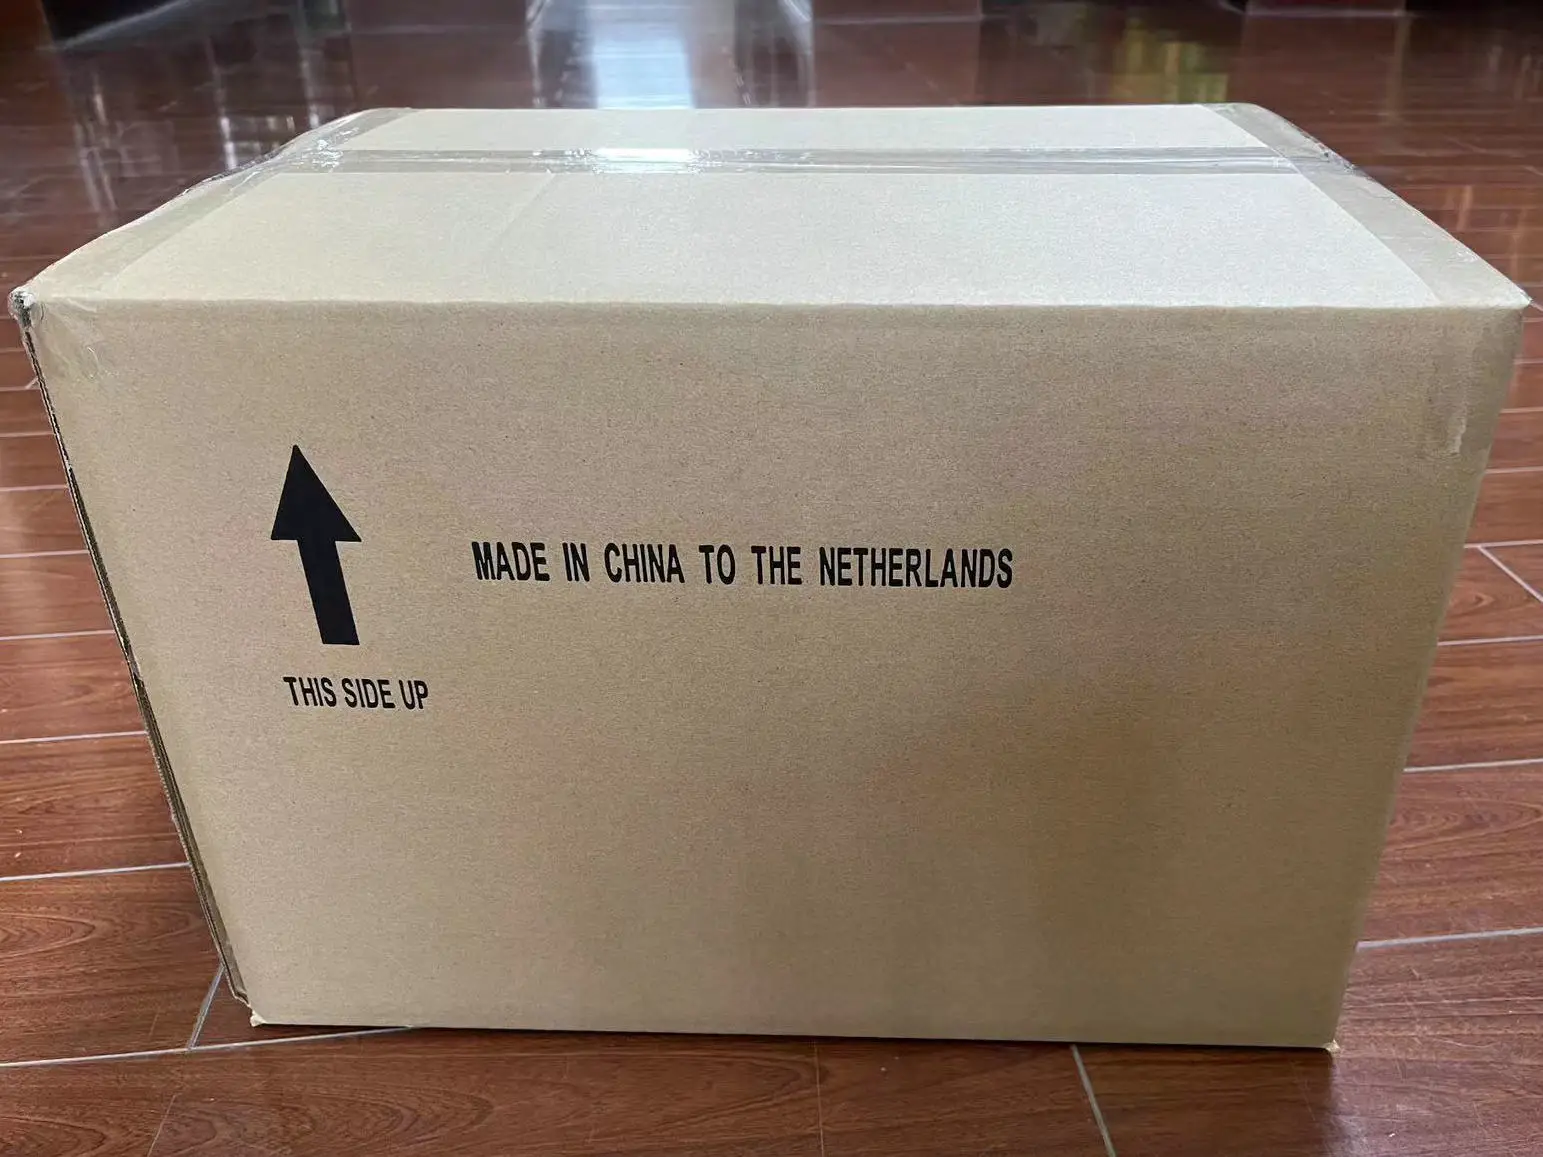 MADE IN CHINA TO THE NETHERLANDS
THIS SIDE UP